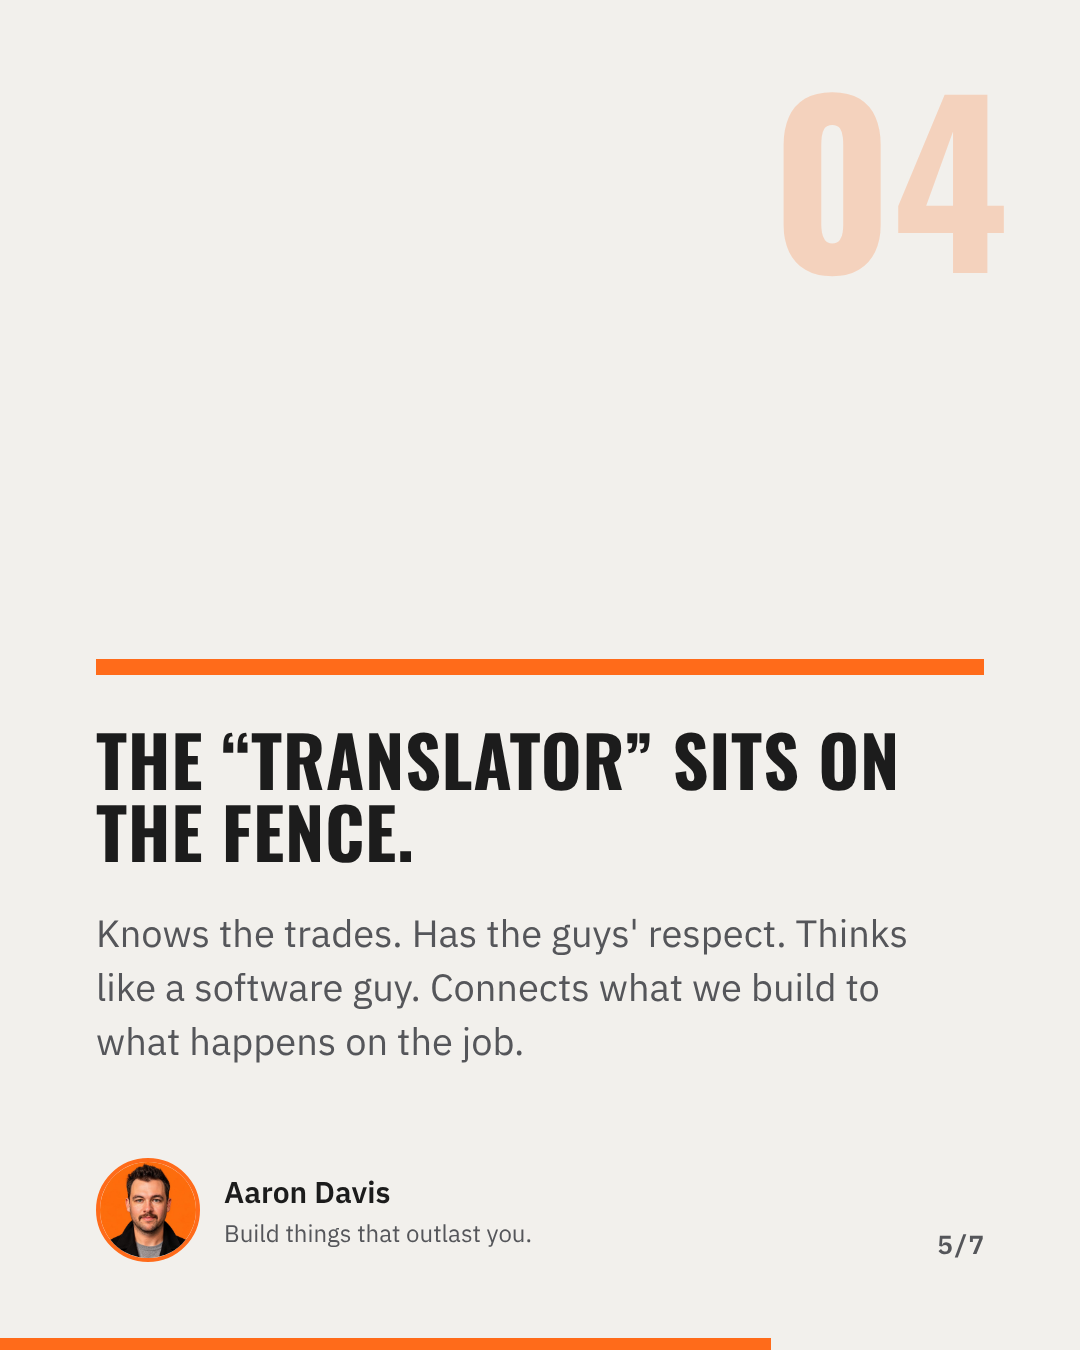 04
THE “TRANSLATOR” SITS ON
THE FENCE.
Knows the trades. Has the guys' respect. Thinks
like a software guy. Connects what we build to
what happens on the job.
Aaron Davis
Build things that outlast you.
5/7